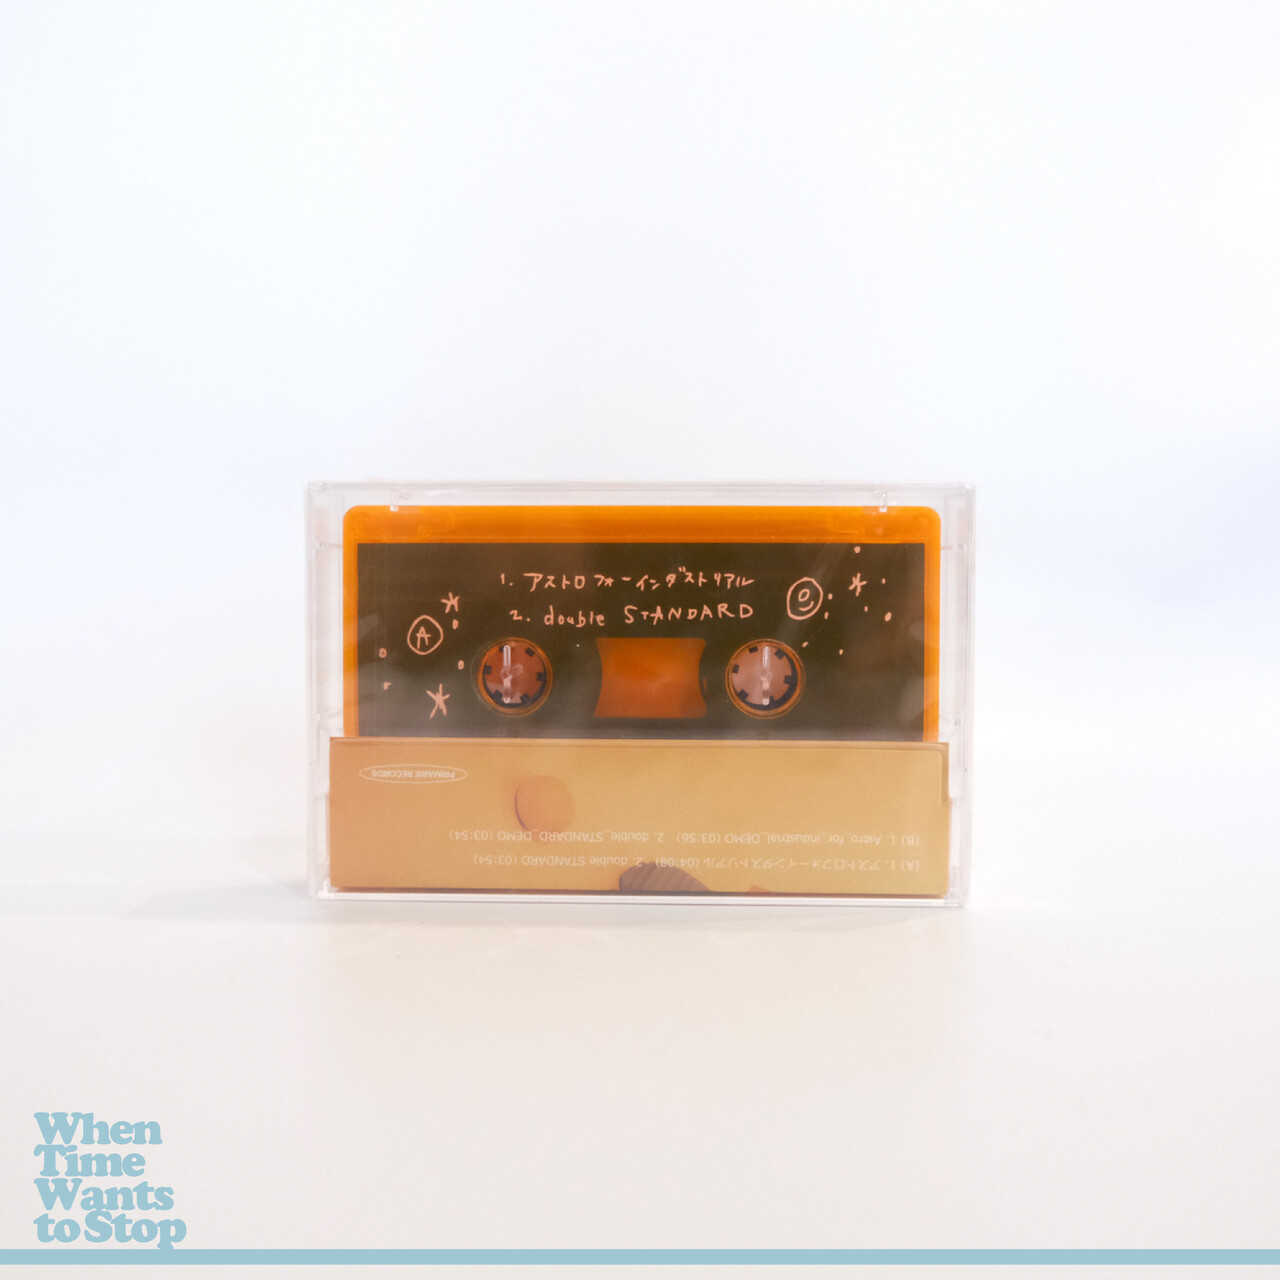 1. アストロフォーインダストリアル
2. double STANDARD
A
PRIMARIE RECORDS
[B] 1. Astro_for_industrial_DEMO (03:56) 2. double_STANDARD_DEMO (03:54)
[A] 1. アストロフォーインダストリアル (04:08) 2. double STANDARD (03:54)
When
Time
Wants
to Stop